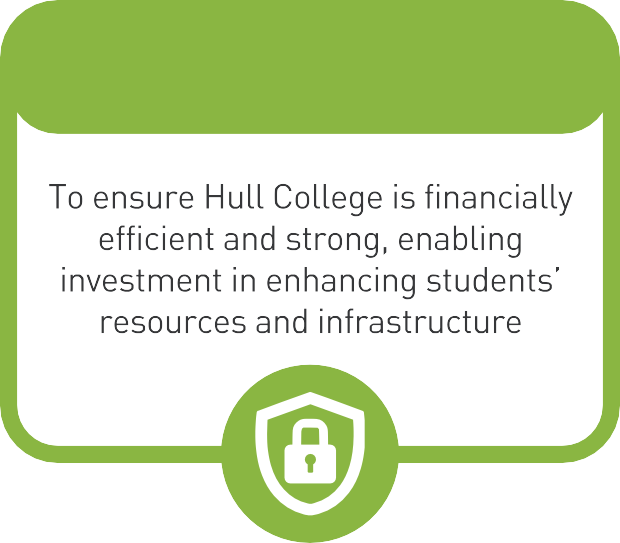 To ensure Hull College is financially
efficient and strong, enabling
investment in enhancing students’
resources and infrastructure